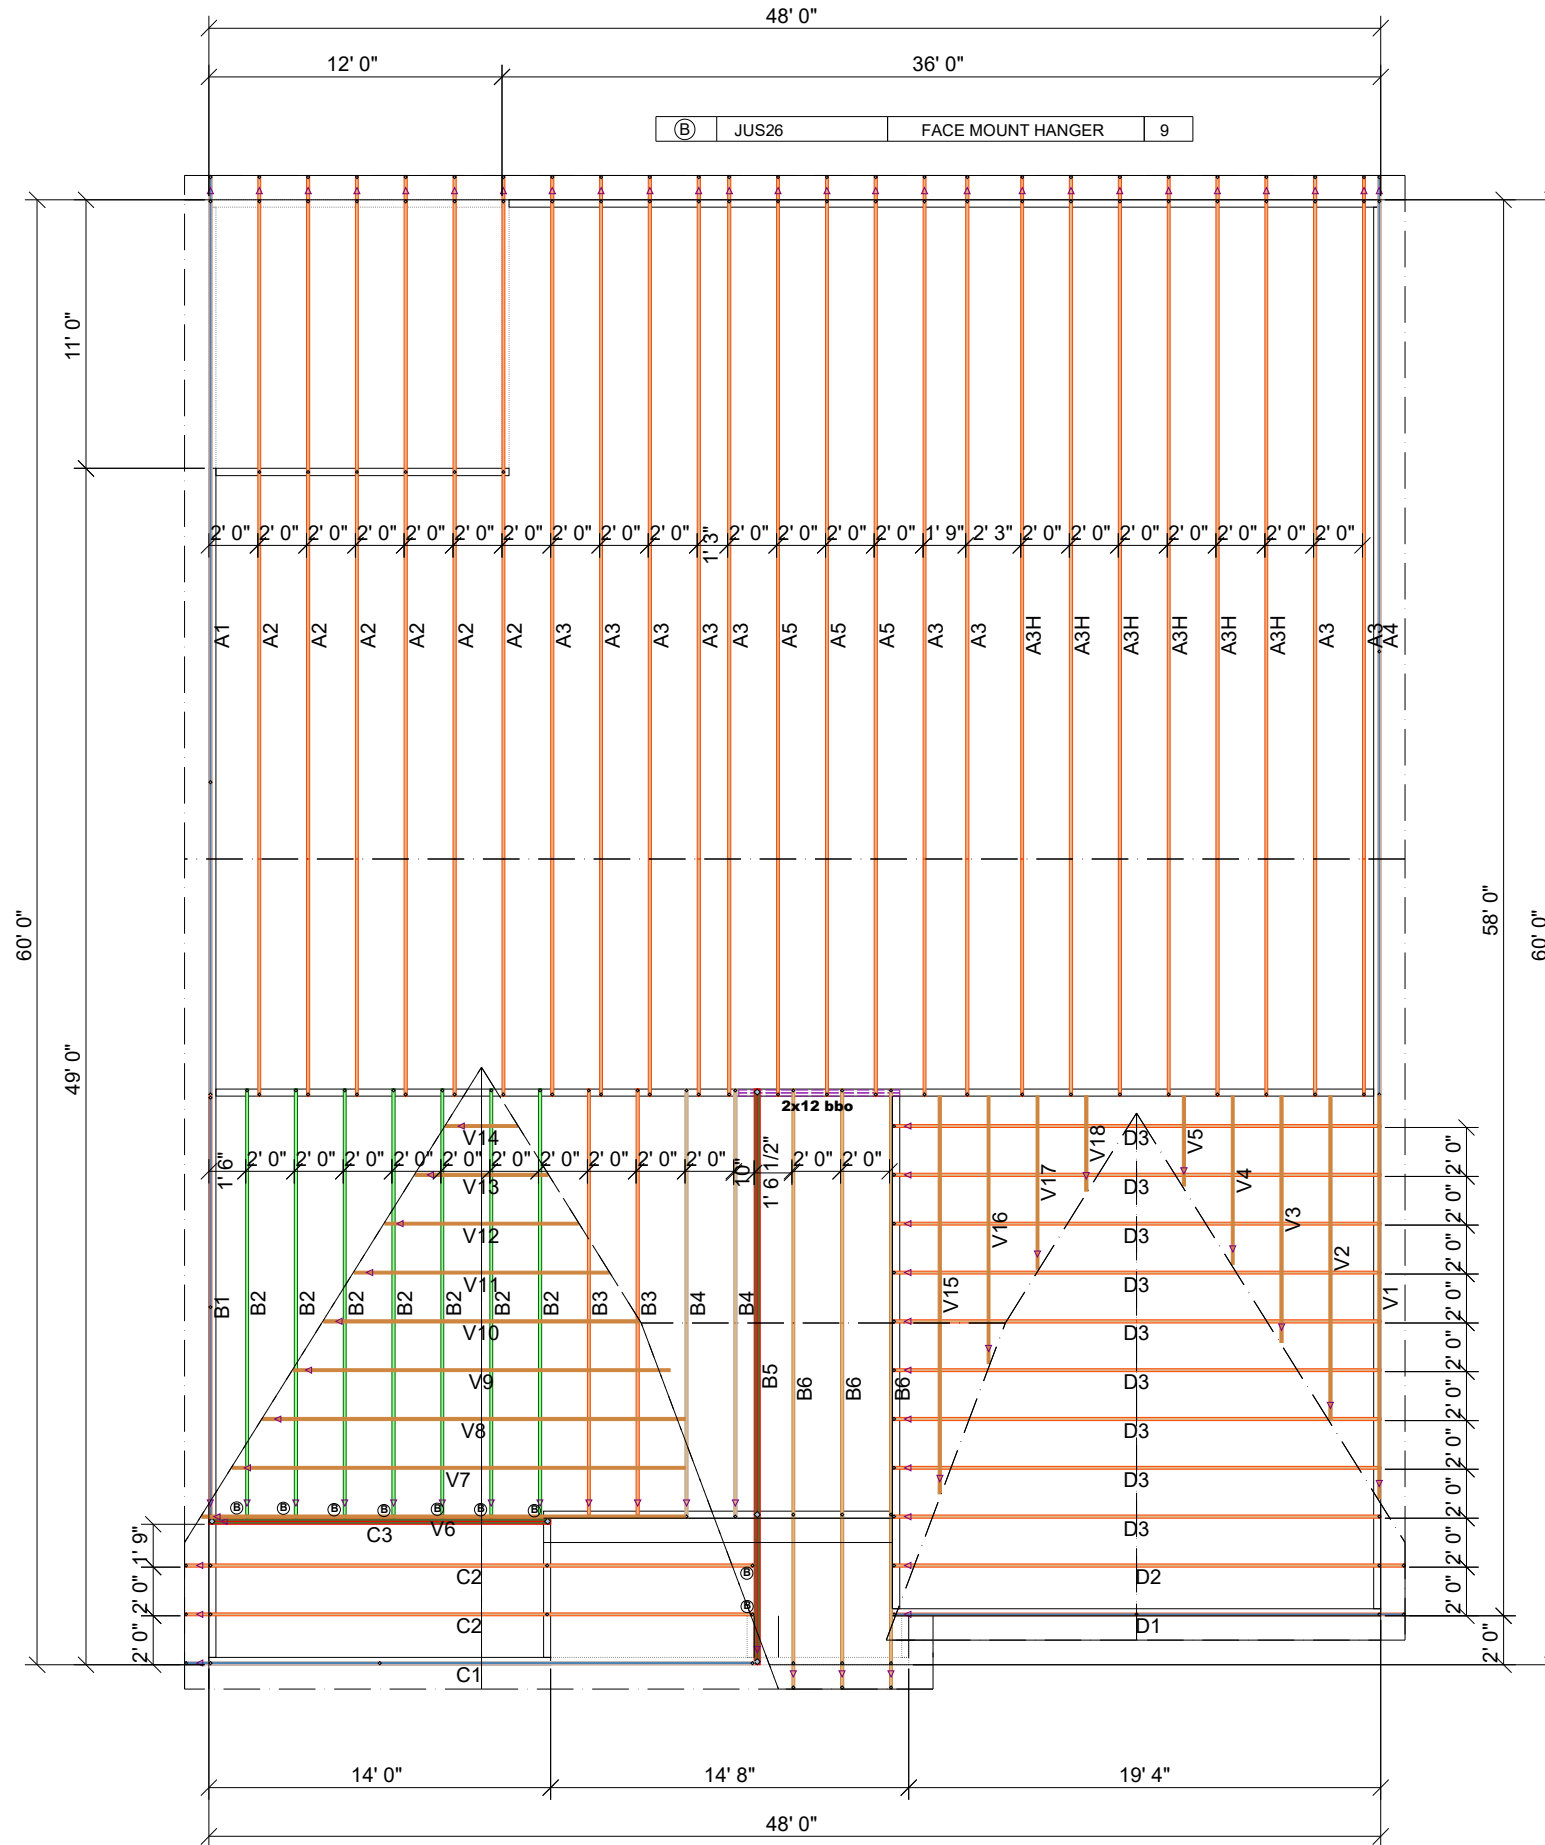 48' 0"
12' 0" 36' 0"
B JUS26 FACE MOUNT HANGER 9
11' 0"
2' 0" 2' 0" 2' 0" 2' 0" 2' 0" 2' 0" 2' 0" 2' 0" 2' 0" 2' 0" 1' 3" 2' 0" 2' 0" 2' 0" 2' 0" 1' 9" 2' 3" 2' 0" 2' 0" 2' 0" 2' 0" 2' 0" 2' 0" 2' 0"
A1 A2 A2 A2 A2 A2 A2 A3 A3 A3 A3 A3 A5 A5 A5 A3 A3 A3H A3H A3H A3H A3H A3H A3 A3 A4
60' 0"
49' 0"
58' 0"
60' 0"
2x12 bbo
V14
1' 6" 2' 0" 2' 0" 2' 0" 2' 0" 2' 0" 2' 0" 2' 0" 2' 0" 2' 0" 10" 1' 6 1/2" 2' 0" 2' 0"
V13
V12
V11
V10
V9
V8
V7
V6
B1 B2 B2 B2 B2 B2 B2 B2 B3 B3 B4 B4 B5 B6 B6 B6
V15 V16 V17 V18 V5 V4 V3 V2 V1
D3
D3
D3
D3
D3
D3
D3
D3
D3
D2
D1
2' 0"
2' 0"
2' 0"
2' 0"
2' 0"
2' 0"
2' 0"
2' 0"
2' 0"
2' 0"
2' 0"
B B B B B B B
C3
C2
B
C2
B
C1
1' 9"
2' 0"
2' 0"
14' 0" 14' 8" 19' 4"
48' 0"